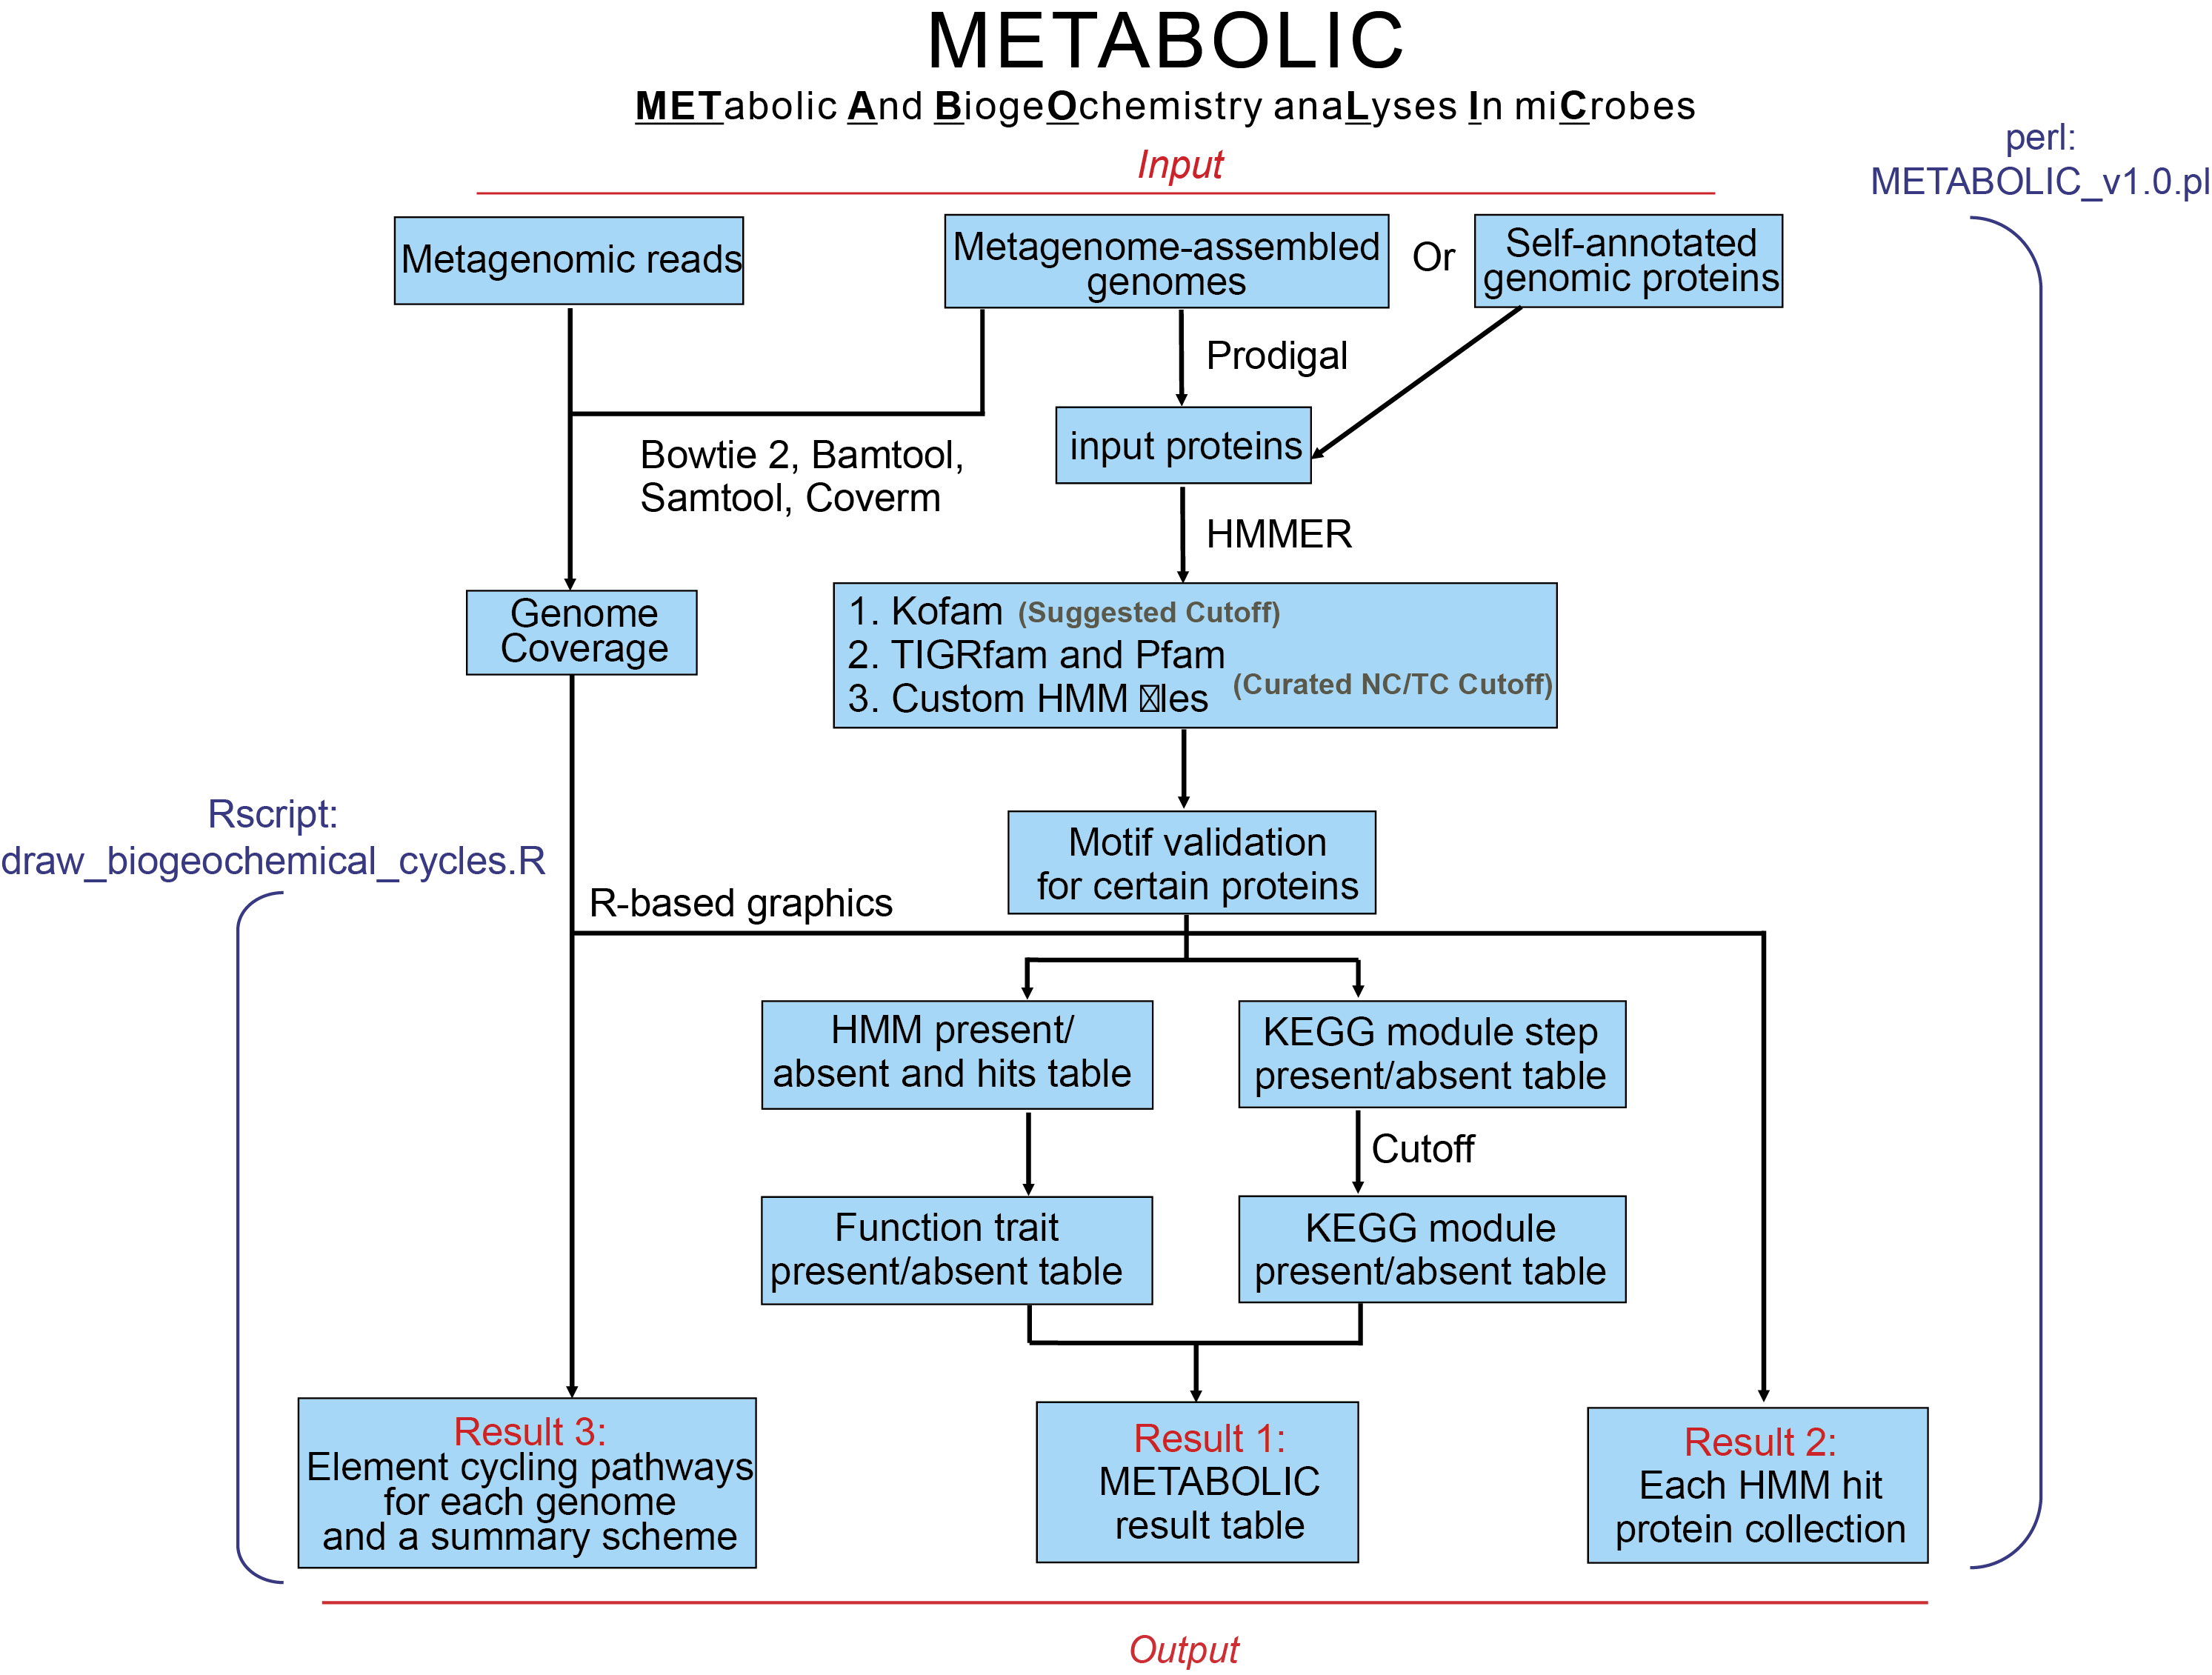 METABOLIC
METabolic And BiogeOchemistry anaLyses In miCrobes
Input
perl:
METABOLIC_v1.0.pl
Metagenomic reads
Metagenome-assembled
genomes
Or
Self-annotated
genomic proteins
Prodigal
input proteins
Bowtie 2, Bamtool,
Samtool, Coverm
HMMER
Genome
Coverage
1. Kofam (Suggested Cutoff)
2. TIGRfam and Pfam
3. Custom HMM les
(Curated NC/TC Cutoff)
Rscript:
draw_biogeochemical_cycles.R
Motif validation
for certain proteins
R-based graphics
HMM present/
absent and hits table
KEGG module step
present/absent table
Cutoff
Function trait
present/absent table
KEGG module
present/absent table
Result 3:
Element cycling pathways
for each genome
and a summary scheme
Result 1:
METABOLIC
result table
Result 2:
Each HMM hit
protein collection
Output